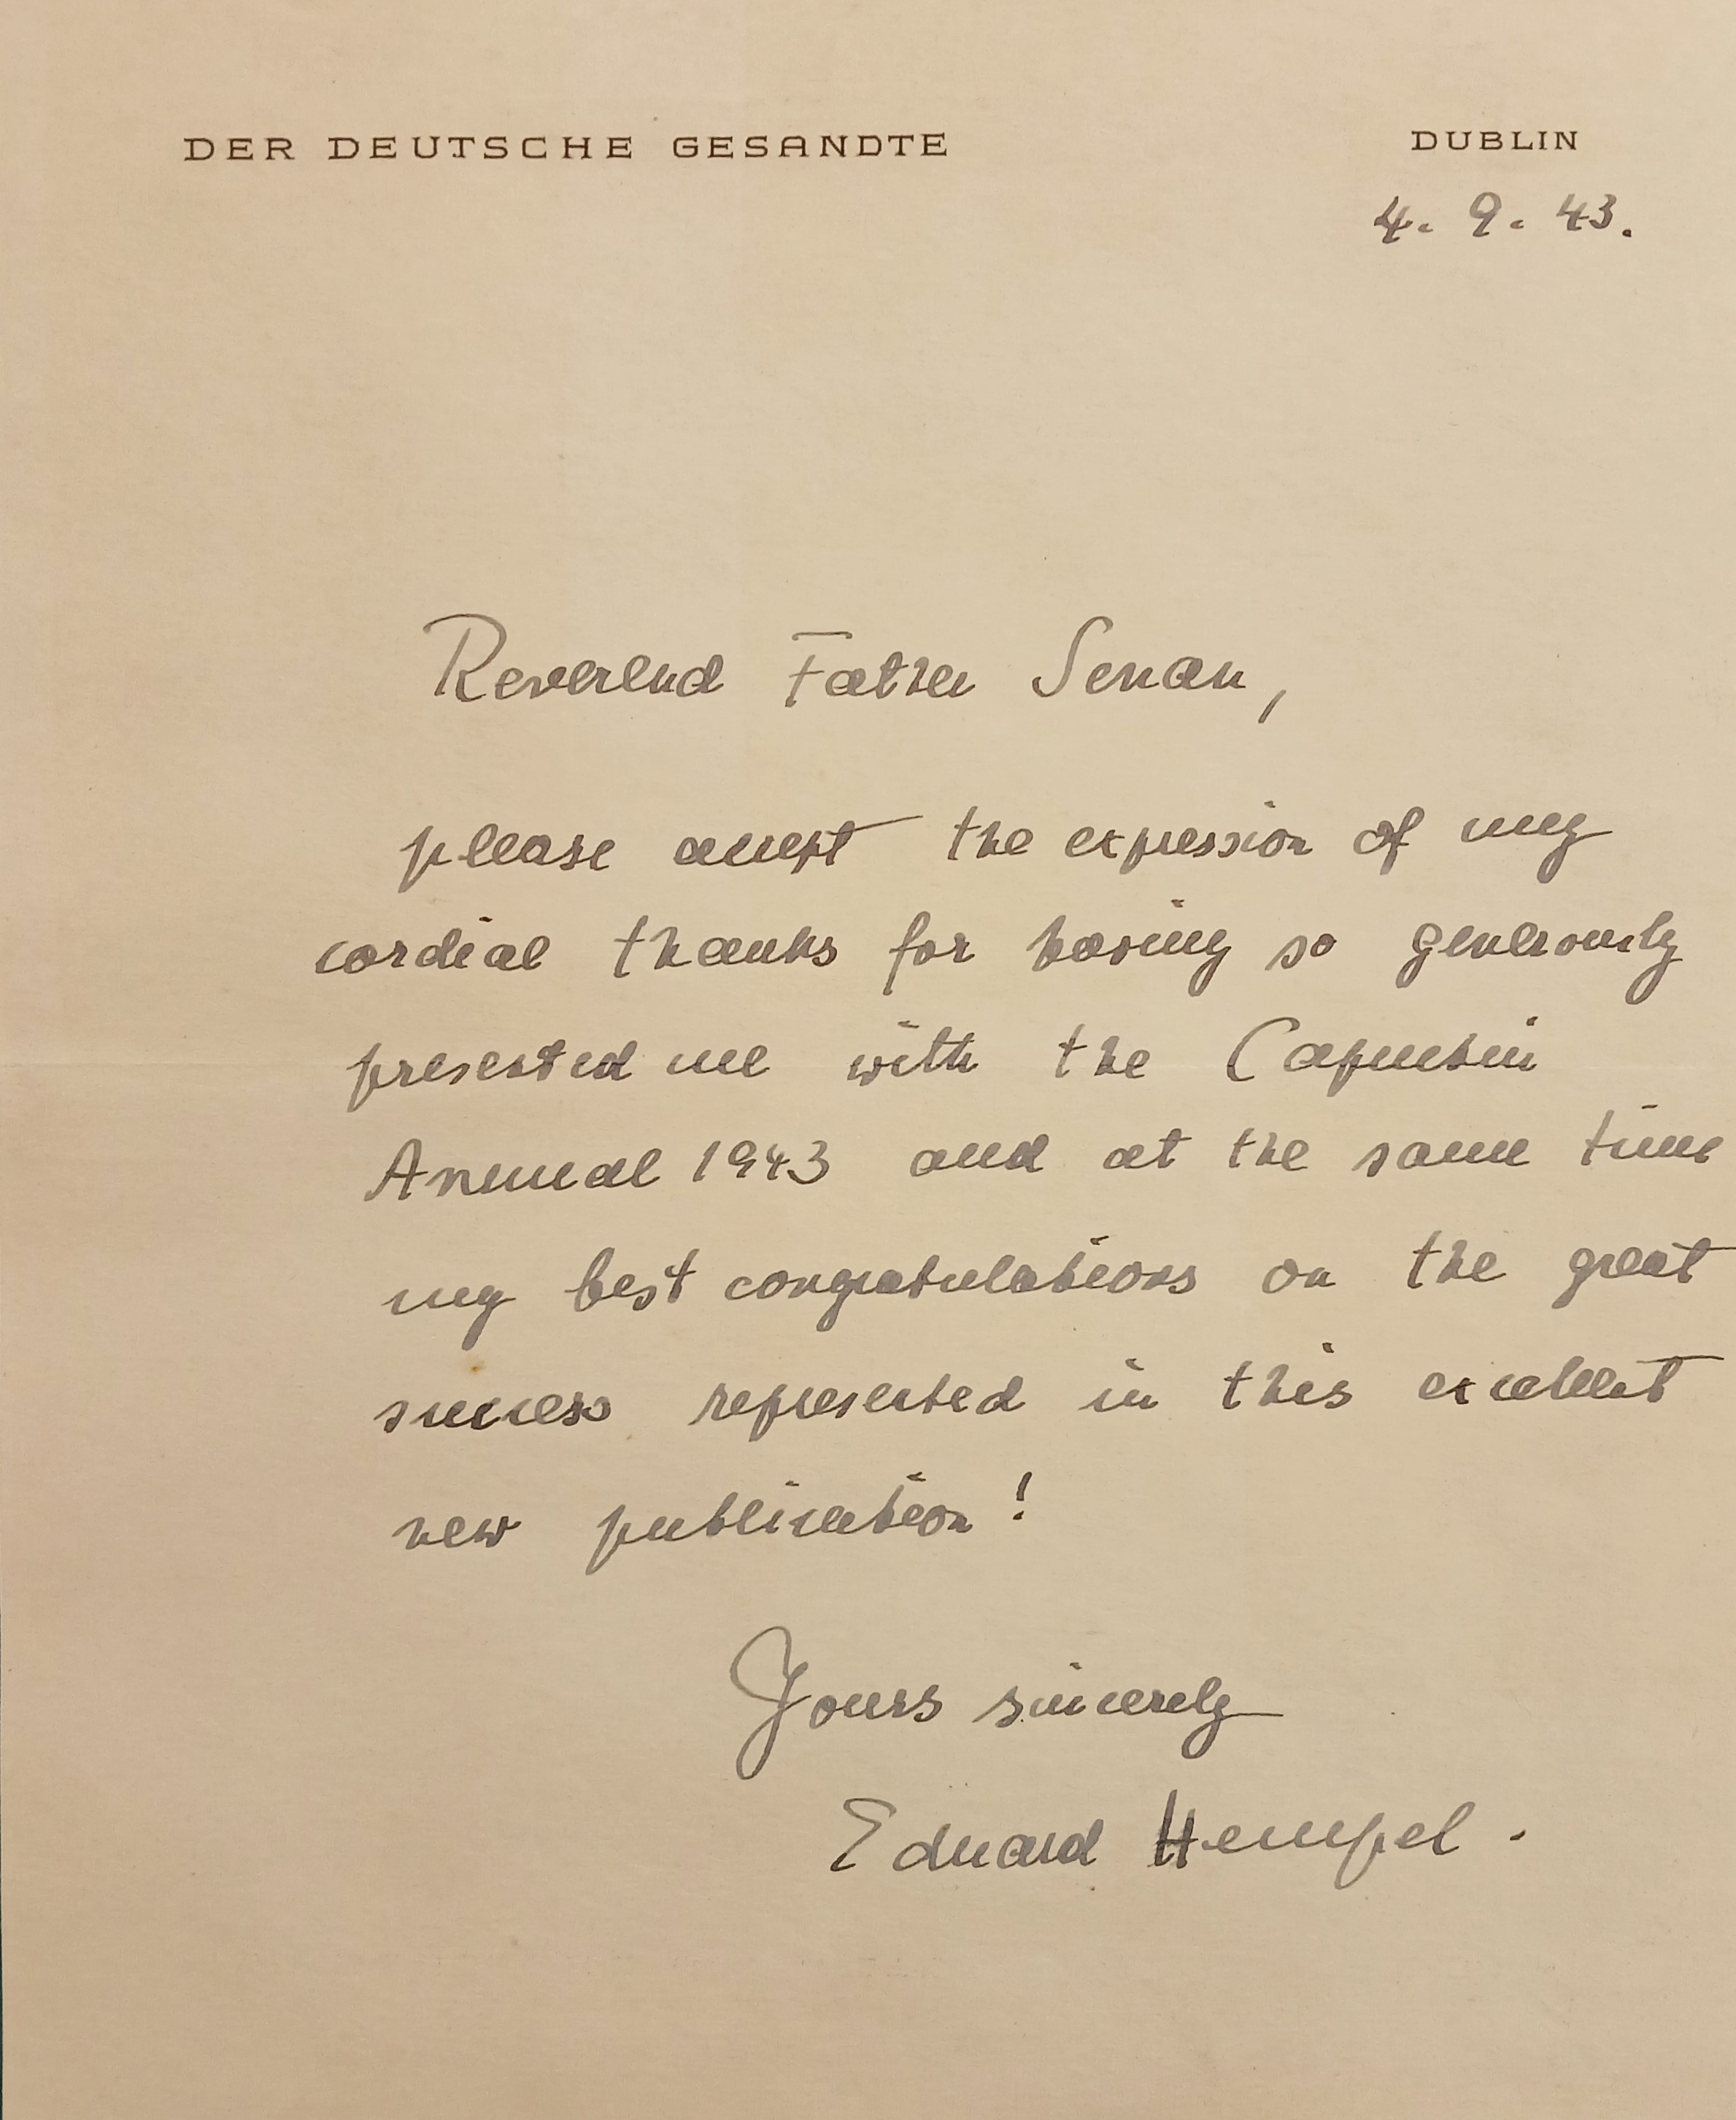 DER DEUTSCHE GESANDTE DUBLIN
4. 9. 43.
Reverend Father Senan,
please accept the expression of my
cordial thanks for having so generously
presented me with the Capuchin
Annual 1943 and at the same time
my best congratulations on the great
success represented in this excellent
new publication!
Yours sincerely
Eduard Hempel.